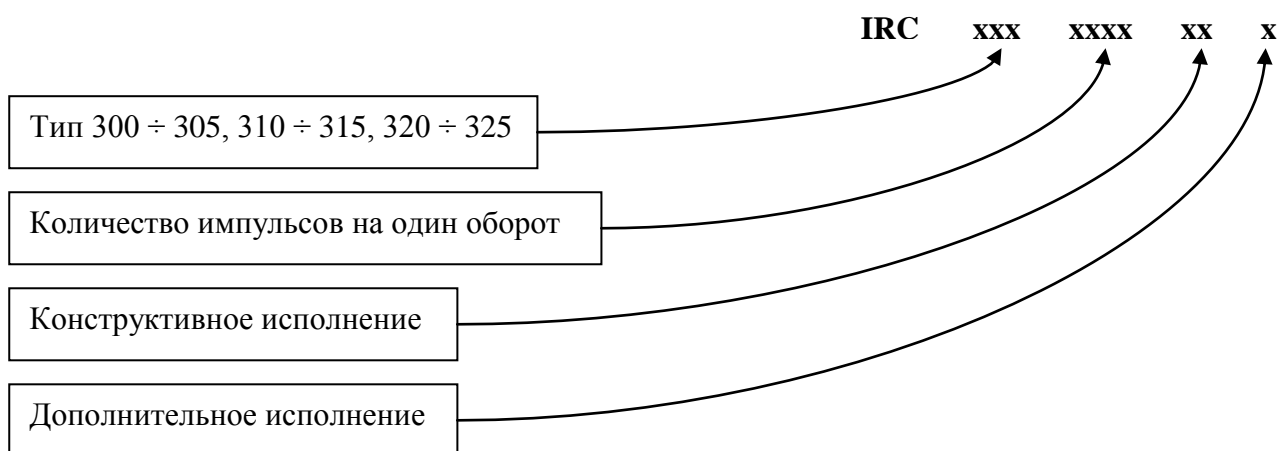 IRC xxx xxxx xx x
Тип 300 ÷ 305, 310 ÷ 315, 320 ÷ 325
Количество импульсов на один оборот
Конструктивное исполнение
Дополнительное исполнение